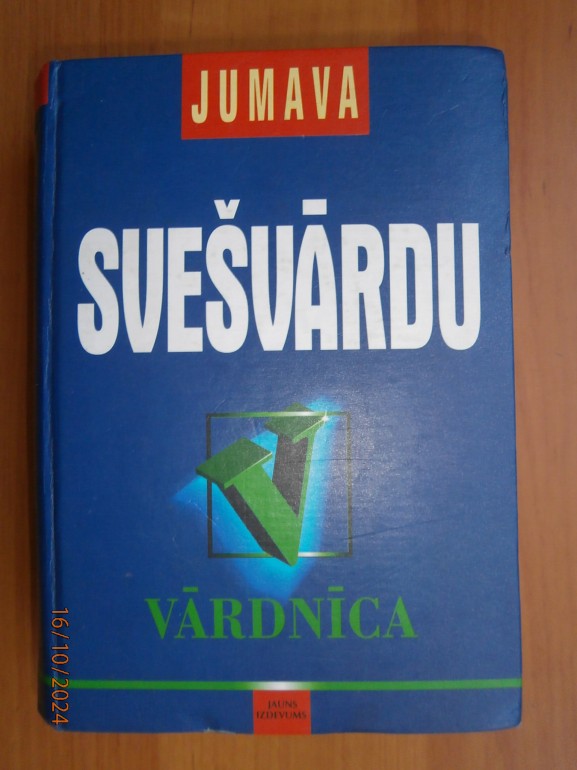 JUMAVA
SVEŠVĀRDU
V
VĀRDNĪCA
JAUNS
IZDEVUMS
16/10/2024